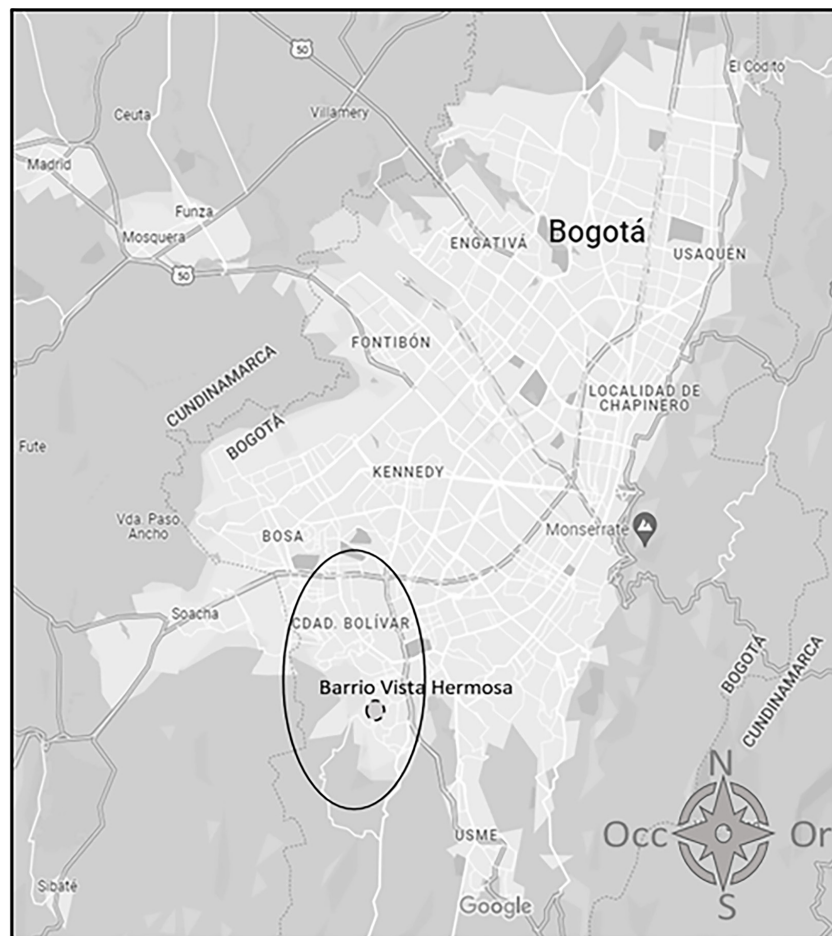 50
El Codito
Ceuta
Villamery
Madrid
Funza
Mosquera
Bogotá
ENGATIVÁ
USAQUÉN
50
FONTIBÓN
CUNDINAMARCA
LOCALIDAD DE
CHAPINERO
BOGOTÁ
Fute
KENNEDY
Vda. Paso
Ancho
BOSA
Monserrate
Soacha
CDAD. BOLÍVAR
BOGOTÁ
CUNDINAMARCA
Barrio Vista Hermosa
N
Occ
Or
USME
S
Sibaté
Google